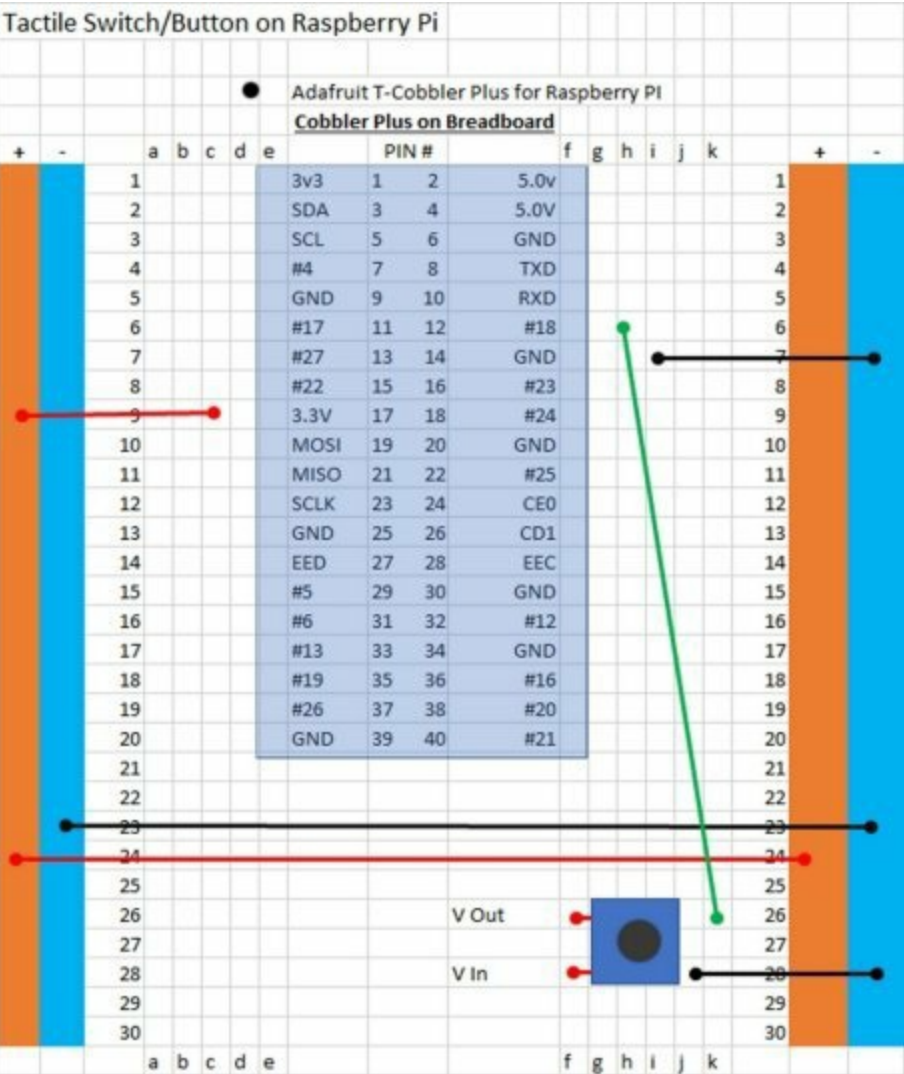 Tactile Switch/Button on Raspberry Pi
Adafruit T-Cobbler Plus for Raspberry PI
Cobbler Plus on Breadboard
+ - a b c d e PIN # f g h i j k + -
1 3v3 1 2 5.0v 1
2 SDA 3 4 5.0V 2
3 SCL 5 6 GND 3
4 #4 7 8 TXD 4
5 GND 9 10 RXD 5
6 #17 11 12 #18 6
7 #27 13 14 GND 7
8 #22 15 16 #23 8
9 3.3V 17 18 #24 9
10 MOSI 19 20 GND 10
11 MISO 21 22 #25 11
12 SCLK 23 24 CE0 12
13 GND 25 26 CD1 13
14 EED 27 28 EEC 14
15 #5 29 30 GND 15
16 #6 31 32 #12 16
17 #13 33 34 GND 17
18 #19 35 36 #16 18
19 #26 37 38 #20 19
20 GND 39 40 #21 20
21 21
22 22
23 23
24 24
25 25
26 V Out 26
27 27
28 V In 28
29 29
30 30
a b c d e f g h i j k